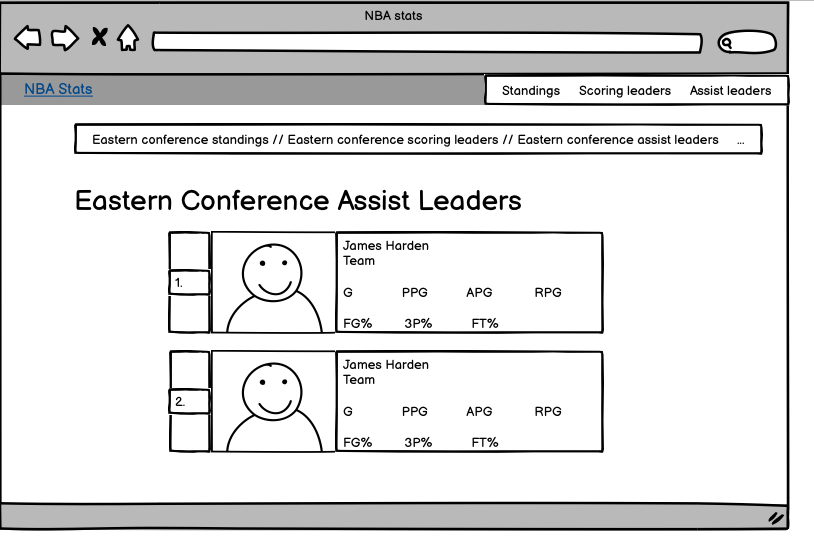 NBA stats
NBA Stats
Standings Scoring leaders Assist leaders
Eastern conference standings // Eastern conference scoring leaders // Eastern conference assist leaders ...
Eastern Conference Assist Leaders
1.
James Harden
Team
G PPG APG RPG
FG% 3P% FT%
2.
James Harden
Team
G PPG APG RPG
FG% 3P% FT%